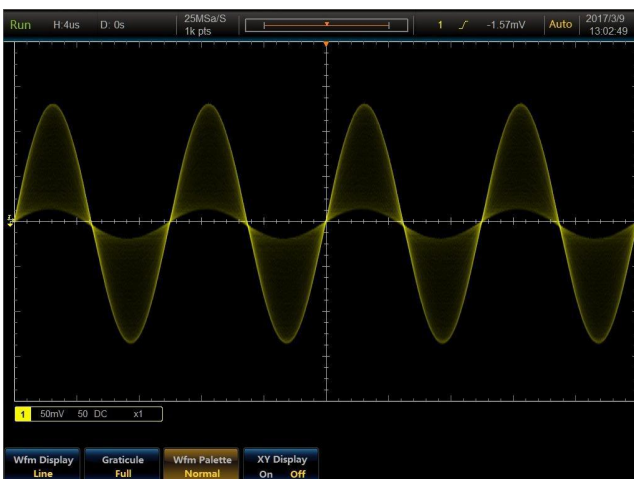 Run H:4us D: 0s 25MSa/S 1k pts 1 -1.57mV Auto 2017/3/9 13:02:49
1 50mV 50 DC x1
Wfm Display Graticule Wfm Palette XY Display
Line Full Normal On Off